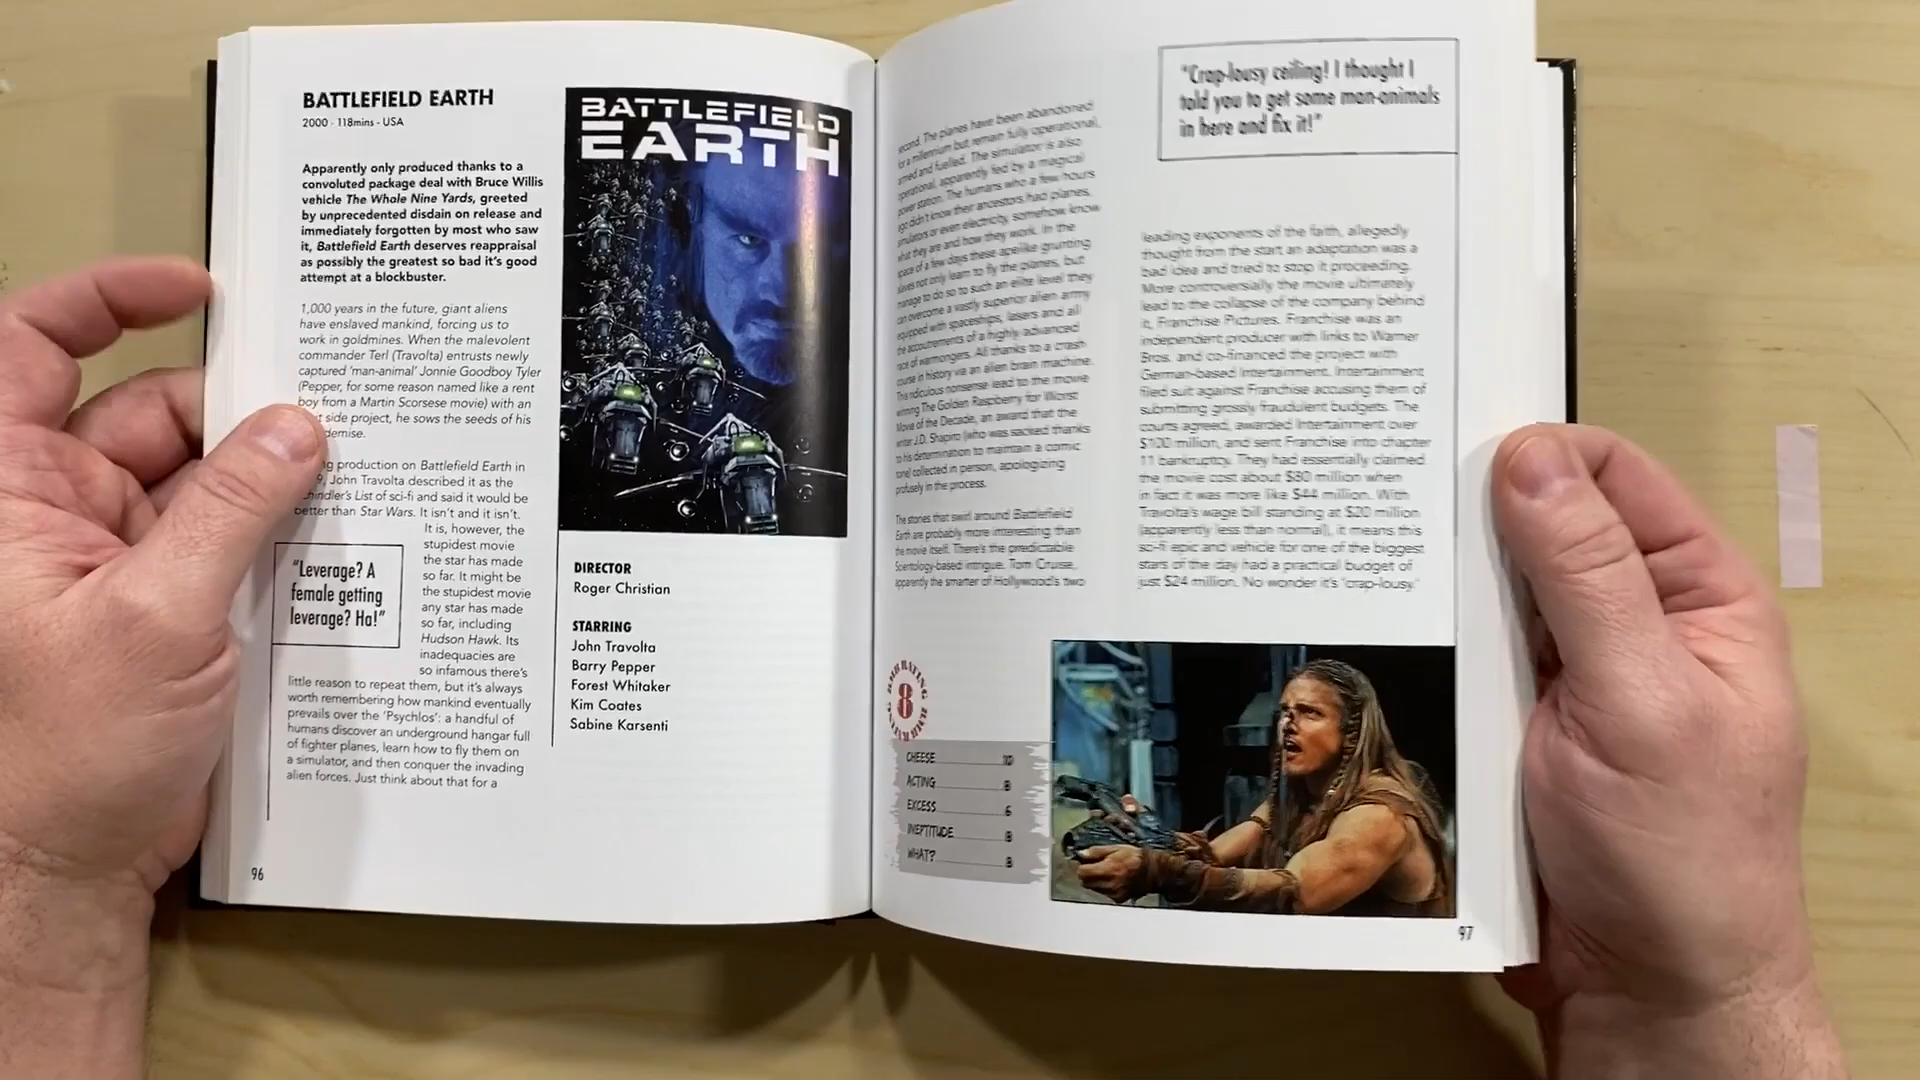 BATTLEFIELD EARTH
2000 - 118mins - USA
Apparently only produced thanks to a
convoluted package deal with Bruce Willis
vehicle The Whole Nine Yards, greeted
by unprecedented disdain on release and
immediately forgotten by most who saw
it, Battlefield Earth deserves reappraisal
as possibly the greatest so bad it's good
attempt at a blockbuster.
1,000 years in the future, giant aliens
have enslaved mankind, forcing us to
work in goldmines. When the malevolent
commander Terl (Travolta) entrusts newly
captured 'man-animal' Jonnie Goodboy Tyler
(Pepper, for some reason named like a rent
boy from a Martin Scorsese movie) with an
side project, he sows the seeds of his
demise.
production on Battlefield Earth in
John Travolta described it as the
List of sci-fi and said it would be
better than Star Wars. It isn't and it isn't.
It is, however, the
stupidest movie
the star has made
so far. It might be
the stupidest movie
any star has made
so far, including
Hudson Hawk. Its
inadequacies are
so infamous there's
little reason to repeat them, but it's always
worth remembering how mankind eventually
prevails over the 'Psychlos': a handful of
humans discover an underground hangar full
of fighter planes, learn how to fly them on
a simulator, and then conquer the invading
alien forces. Just think about that for a
"Leverage? A
female getting
leverage? Ha!"
96
BATTLEFIELD
EARTH
DIRECTOR
Roger Christian
STARRING
John Travolta
Barry Pepper
Forest Whitaker
Kim Coates
Sabine Karsenti
second. The planes have been abandoned
for a millennium but remain fully operational,
armed and fuelled. The simulator is also
operational, apparently fed by a magical
power station. The humans who a few hours
ago didn't know their ancestors had planes,
simulators or even electricity, somehow know
what they are and how they work. In the
space of a few days these apelike grunting
slaves not only learn to fly the planes, but
manage to do so to such an elite level they
can overcome a vastly superior alien army
equipped with spaceships, lasers and all
the accoutrements of a highly advanced
race of warmongers. All thanks to a crash
course in history via an alien brain machine.
This ridiculous nonsense lead to the movie
winning The Golden Raspberry for Worst
Movie of the Decade, an award that the
writer J.D. Shapiro (who was sacked thanks
to his determination to maintain a comic
tone) collected in person, apologizing
profusely in the process.
The stories that swirl around Battlefield
Earth are probably more interesting than
the movie itself. There's the predictable
Scientology-based intrigue. Tom Cruise,
apparently the smarter of Hollywood's two
"Crap-lousy ceiling! I thought I
told you to get some man-animals
in here and fix it!"
leading exponents of the faith, allegedly
thought from the start an adaptation was a
bad idea and tried to stop it proceeding.
More controversially the movie ultimately
lead to the collapse of the company behind
it, Franchise Pictures. Franchise was an
independent producer with links to Warner
Bros. and co-financed the project with
German-based Intertainment. Intertainment
filed suit against Franchise accusing them of
submitting grossly fraudulent budgets. The
courts agreed, awarded Intertainment over
$100 million, and sent Franchise into chapter
11 bankruptcy. They had essentially claimed
the movie cost about $80 million when
in fact it was more like $44 million. With
Travolta's wage bill standing at $20 million
(apparently less than normal), it means this
sci-fi epic and vehicle for one of the biggest
stars of the day had a practical budget of
just $24 million. No wonder it's 'crap-lousy.'
8
CHEESE 10
ACTING 8
EXCESS 6
INEPTITUDE 8
WHAT? 8
97